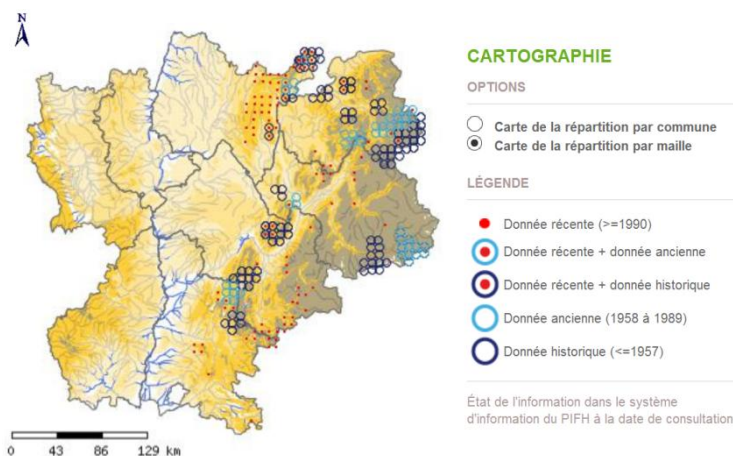 N
CARTOGRAPHIE
OPTIONS
Carte de la répartition par commune
Carte de la répartition par maille
LÉGENDE
Donnée récente (>=1990)
Donnée récente + donnée ancienne
Donnée récente + donnée historique
Donnée ancienne (1958 à 1989)
Donnée historique (<=1957)
État de l'information dans le système
d'information du PIFH à la date de consultation
0 43 86 129 km